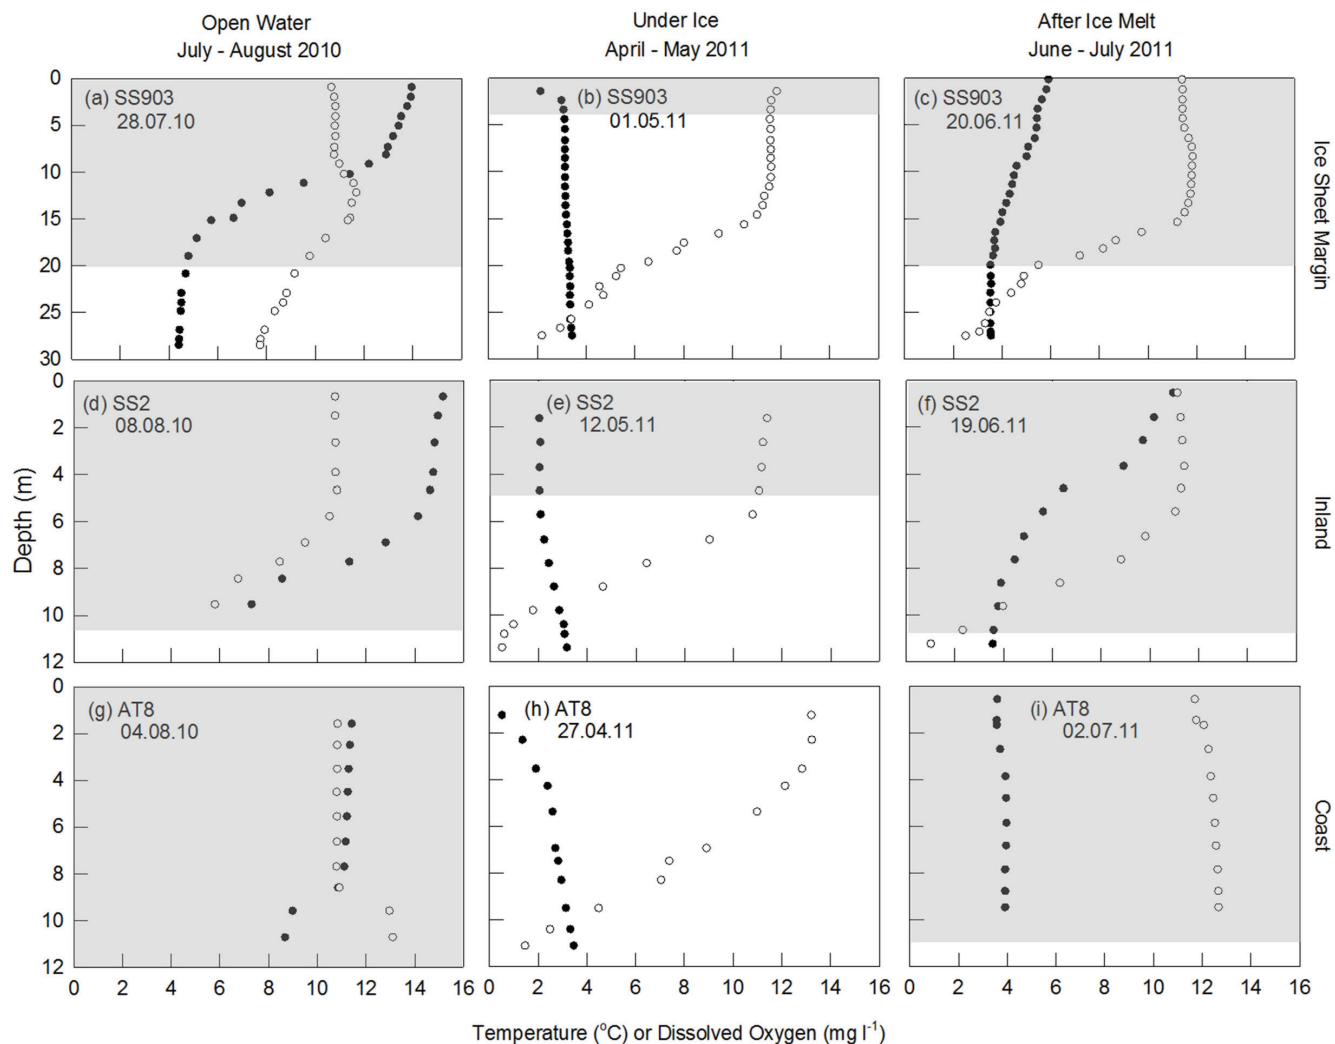 Open Water
July - August 2010
Under Ice
April - May 2011
After Ice Melt
June - July 2011
0
5
10
15
20
25
30
(a) SS903
28.07.10
(b) SS903
01.05.11
(c) SS903
20.06.11
Ice Sheet Margin
Depth (m)
0
2
4
6
8
10
12
(d) SS2
08.08.10
(e) SS2
12.05.11
(f) SS2
19.06.11
Inland
0
2
4
6
8
10
12
(g) AT8
04.08.10
(h) AT8
27.04.11
(i) AT8
02.07.11
Coast
0 2 4 6 8 10 12 14 16
2 4 6 8 10 12 14 16
0 2 4 6 8 10 12 14 16
Temperature (°C) or Dissolved Oxygen (mg l⁻¹)